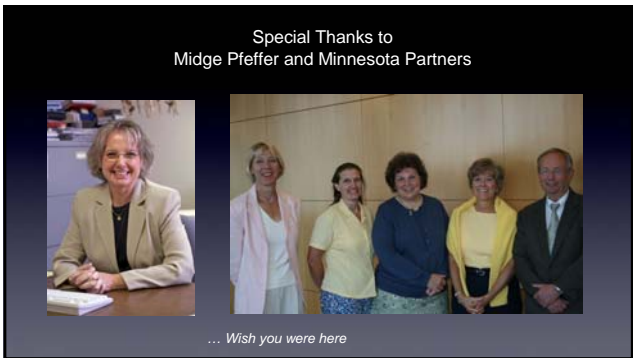 Special Thanks to
Midge Pfeffer and Minnesota Partners
… Wish you were here